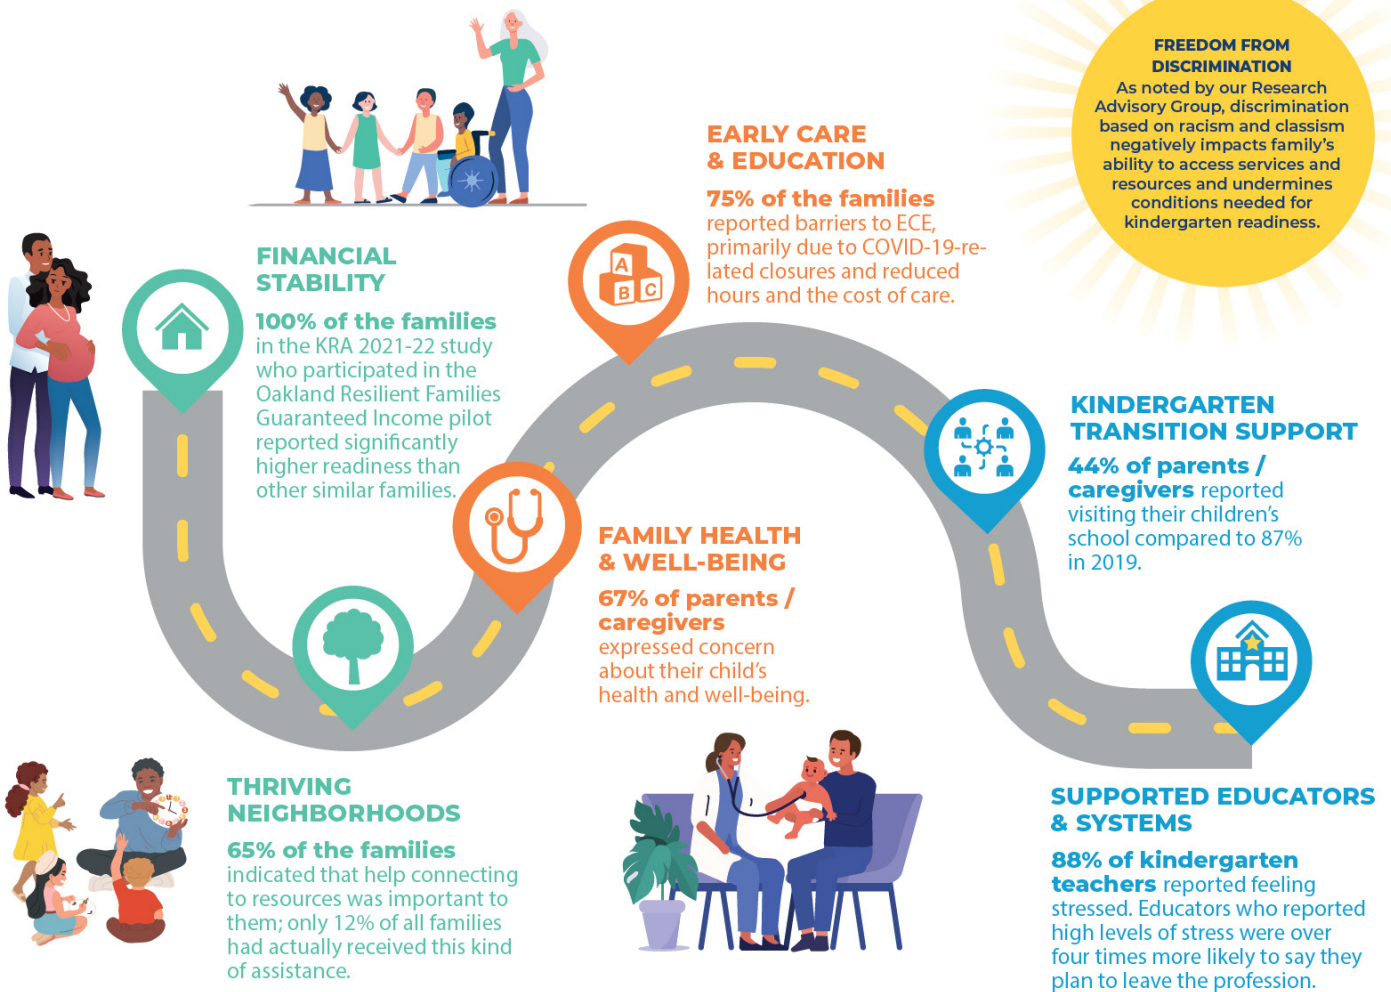 FINANCIAL
STABILITY
100% of the families
in the KRA 2021-22 study
who participated in the
Oakland Resilient Families
Guaranteed Income pilot
reported significantly
higher readiness than
other similar families.
THRIVING
NEIGHBORHOODS
65% of the families
indicated that help connecting
to resources was important to
them; only 12% of all families
had actually received this kind
of assistance.
FAMILY HEALTH
& WELL-BEING
67% of parents /
caregivers
expressed concern
about their child’s
health and well-being.
A
B C
EARLY CARE
& EDUCATION
75% of the families
reported barriers to ECE,
primarily due to COVID-19-re-
lated closures and reduced
hours and the cost of care.
KINDERGARTEN
TRANSITION SUPPORT
44% of parents /
caregivers reported
visiting their children’s
school compared to 87%
in 2019.
SUPPORTED EDUCATORS
& SYSTEMS
88% of kindergarten
teachers reported feeling
stressed. Educators who reported
high levels of stress were over
four times more likely to say they
plan to leave the profession.
FREEDOM FROM
DISCRIMINATION
As noted by our Research
Advisory Group, discrimination
based on racism and classism
negatively impacts family’s
ability to access services and
resources and undermines
conditions needed for
kindergarten readiness.